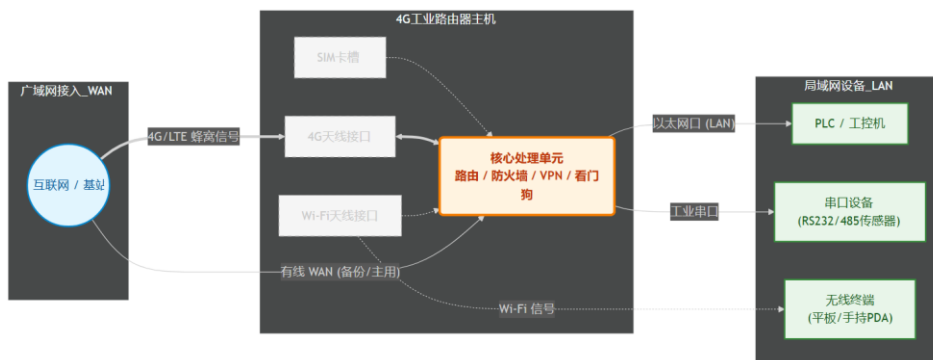 4G工业路由器主机
SIM卡槽
广域网接入_WAN
局域网设备_LAN
4G/LTE 蜂窝信号
4G天线接口
以太网口 (LAN)
PLC / 工控机
互联网 / 基站
核心处理单元
路由 / 防火墙 / VPN / 看门
狗
Wi-Fi天线接口
工业串口
串口设备
(RS232/485传感器)
有线 WAN (备份/主用)
Wi-Fi 信号
无线终端
(平板/手持PDA)